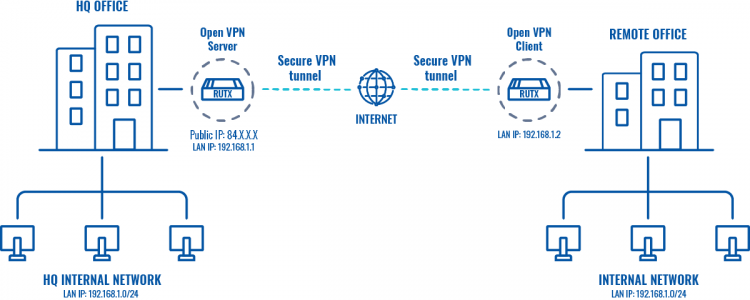 HQ OFFICE
Open VPN
Server
Secure VPN
tunnel
Secure VPN
tunnel
Open VPN
Client
REMOTE OFFICE
RUTX
RUTX
INTERNET
Public IP: 84.X.X.X
LAN IP: 192.168.1.1
LAN IP: 192.168.1.2
HQ INTERNAL NETWORK
LAN IP: 192.168.1.0/24
INTERNAL NETWORK
LAN IP: 192.168.1.0/24